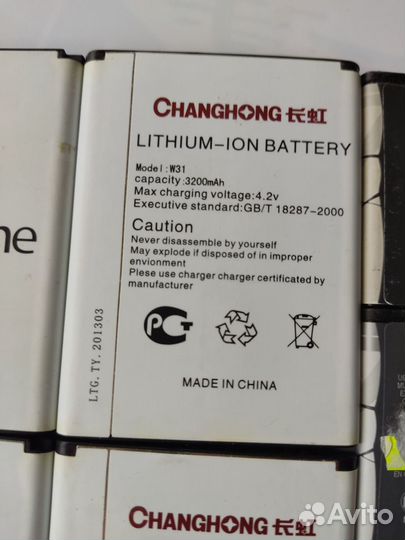 CHANGHONG 长虹
LITHIUM-ION BATTERY
Model:W31
capacity:3200mAh
Max charging voltage:4.2v
Executive standard:GB/T 18287-2000
Caution
Never disassemble by yourself
May explode if disposed of in improper
envionment
Please use charger charger certificated by
manufacturer.
LTG.TY.201303
MADE IN CHINA
ne
CHANGHONG 长虹
Avito